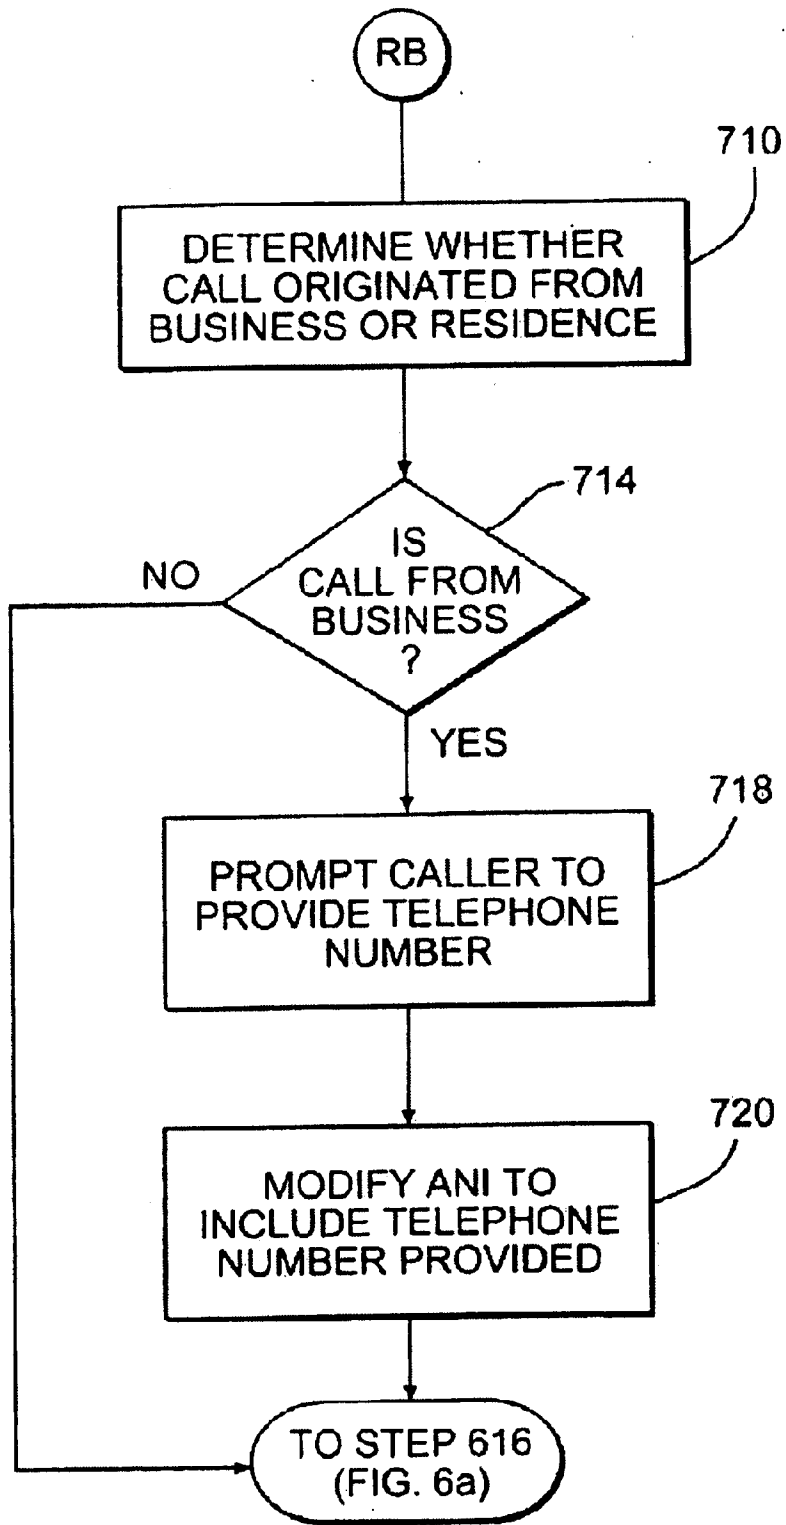 RB
710
DETERMINE WHETHER
CALL ORIGINATED FROM
BUSINESS OR RESIDENCE
714
IS
CALL FROM
BUSINESS
?
NO
YES
718
PROMPT CALLER TO
PROVIDE TELEPHONE
NUMBER
720
MODIFY ANI TO
INCLUDE TELEPHONE
NUMBER PROVIDED
TO STEP 616
(FIG. 6a)